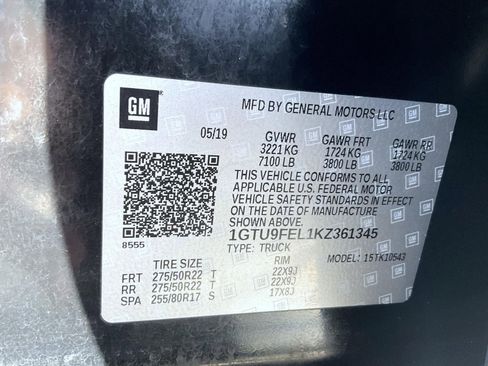 GM
MFD BY GENERAL MOTORS LLC
05/19 GVWR GAWR FRT GAWR RR
3221 KG 1724 KG 1724 KG
7100 LB 3800 LB 3800 LB
THIS VEHICLE CONFORMS TO ALL
APPLICABLE U.S. FEDERAL MOTOR
VEHICLE SAFETY STANDARDS IN
EFFECT ON THE DATE OF MANUFACTURE
SHOWN ABOVE.
1GTU9FEL1KZ361345
8555 TYPE: TRUCK MODEL: 15TK10543
TIRE SIZE RIM
FRT 275/50R22 T 22X9J
RR 275/50R22 T 22X9J
SPA 255/80R17 S 17X8J